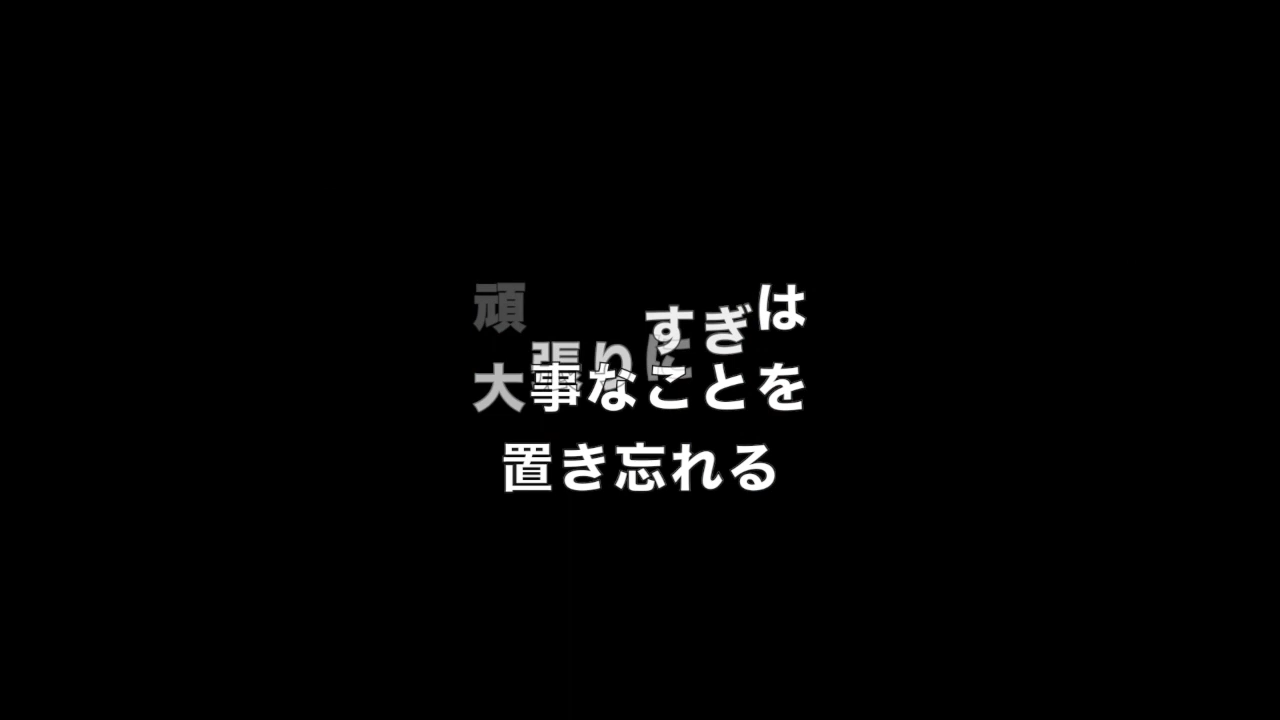 頑張りすぎは
大事なことを
置き忘れる